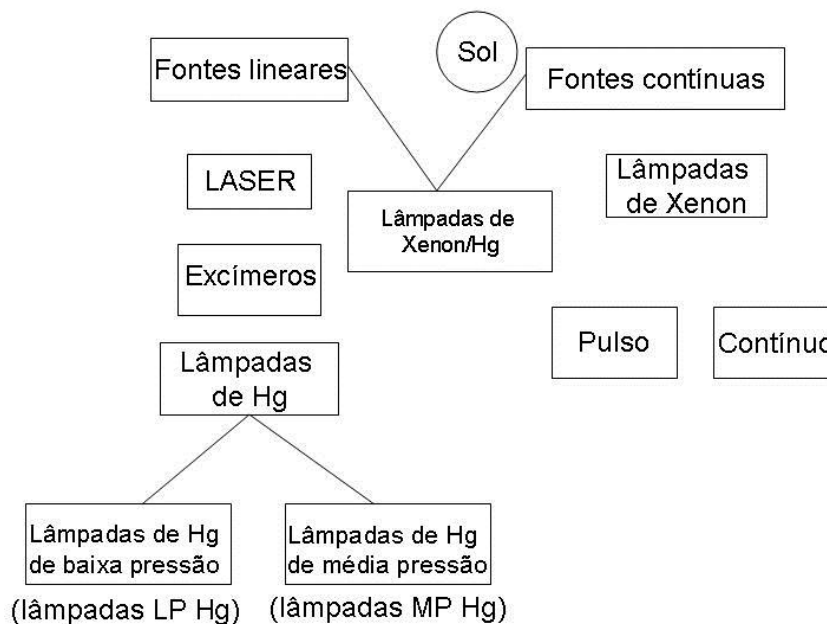 Sol
Fontes lineares
Fontes contínuas
LASER
Lâmpadas
de Xenon
Lâmpadas de
Xenon/Hg
Excímeros
Pulso
Lâmpadas
de Hg
Lâmpadas de Hg
de baixa pressão
Lâmpadas de Hg
de média pressão
(lâmpadas LP Hg)
(lâmpadas MP Hg)